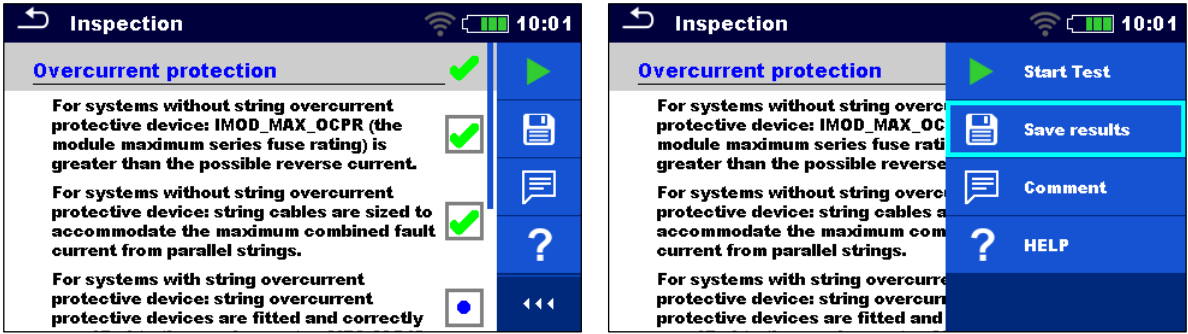 Inspection
10:01
Overcurrent protection
For systems without string overcurrent
protective device: IMOD_MAX_OCPR (the
module maximum series fuse rating) is
greater than the possible reverse current.
For systems without string overcurrent
protective device: string cables are sized to
accommodate the maximum combined fault
current from parallel strings.
For systems with string overcurrent
protective device: string overcurrent
protective devices are fitted and correctly
?
Inspection
10:01
Overcurrent protection
For systems without string overc
protective device: IMOD_MAX_OC
module maximum series fuse rati
greater than the possible reverse
For systems without string overc
protective device: string cables a
accommodate the maximum com
current from parallel strings.
For systems with string overcurre
protective device: string overcurr
protective devices are fitted and
Start Test
Save results
Comment
? HELP